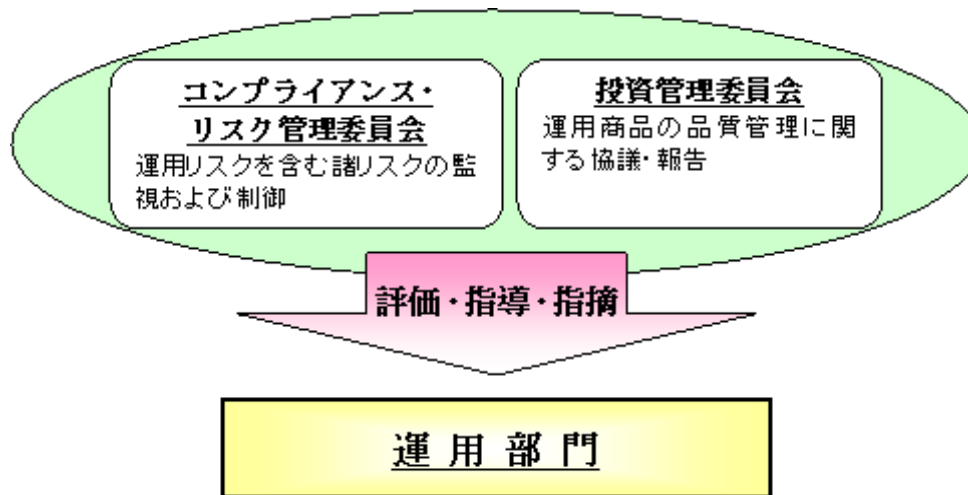 コンプライアンス・
リスク管理委員会
運用リスクを含む諸リスクの監
視および制御
投資管理委員会
運用商品の品質管理に関
する協議・報告
評価・指導・指摘
運用部門